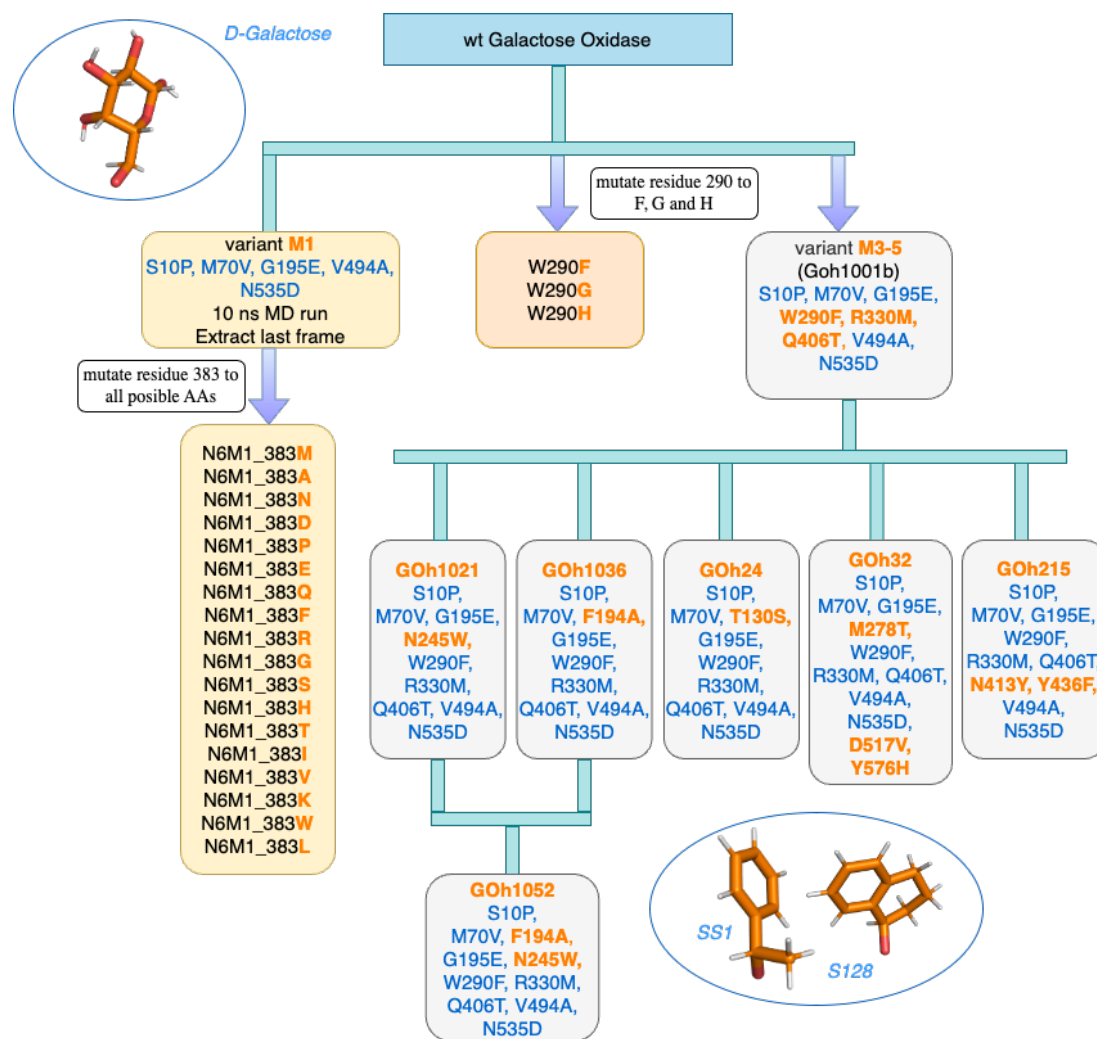 D-Galactose
wt Galactose Oxidase
mutate residue 290 to
F, G and H
variant M1
S10P, M70V, G195E, V494A,
N535D
10 ns MD run
Extract last frame
W290F
W290G
W290H
variant M3-5
(Goh1001b)
S10P, M70V, G195E,
W290F, R330M,
Q406T, V494A,
N535D
mutate residue 383 to
all posible AAs
N6M1_383M
N6M1_383A
N6M1_383N
N6M1_383D
N6M1_383P
N6M1_383E
N6M1_383Q
N6M1_383F
N6M1_383R
N6M1_383G
N6M1_383S
N6M1_383H
N6M1_383T
N6M1_383I
N6M1_383V
N6M1_383K
N6M1_383W
N6M1_383L
GOh1021
S10P,
M70V, G195E,
N245W,
W290F,
R330M,
Q406T, V494A,
N535D
GOh1036
S10P,
M70V, F194A,
G195E,
W290F,
R330M,
Q406T, V494A,
N535D
GOh24
S10P,
M70V, T130S,
G195E,
W290F,
R330M,
Q406T, V494A,
N535D
GOh32
S10P,
M70V, G195E,
M278T,
W290F,
R330M, Q406T,
V494A,
N535D,
D517V,
Y576H
GOh215
S10P,
M70V, G195E,
W290F,
R330M, Q406T,
N413Y, Y436F,
V494A,
N535D
GOh1052
S10P,
M70V, F194A,
G195E, N245W,
W290F, R330M,
Q406T, V494A,
N535D
SS1
S128